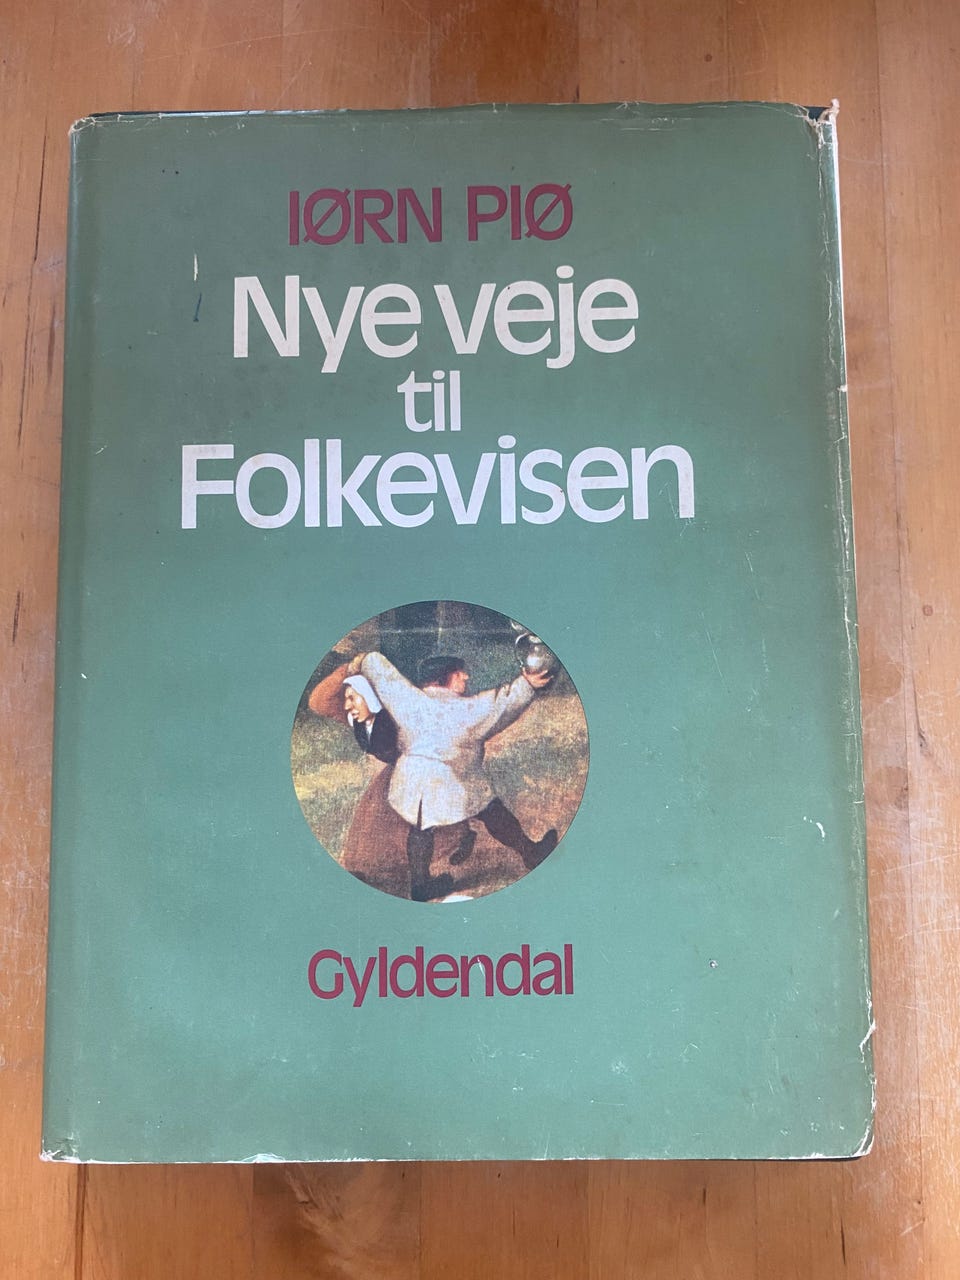 IØRN PIØ
Nye veje
til
Folkevisen
Gyldendal